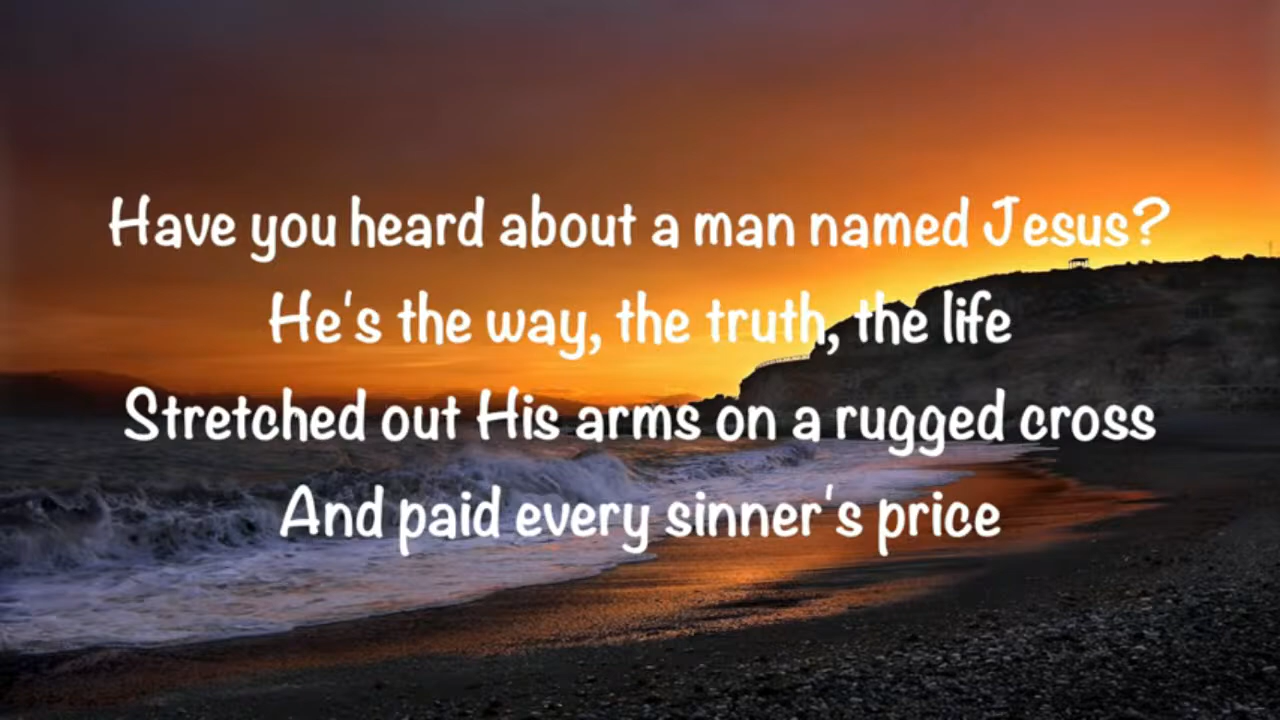 Have you heard about a man named Jesus?
He's the way, the truth, the life
Stretched out His arms on a rugged cross
And paid every sinner's price